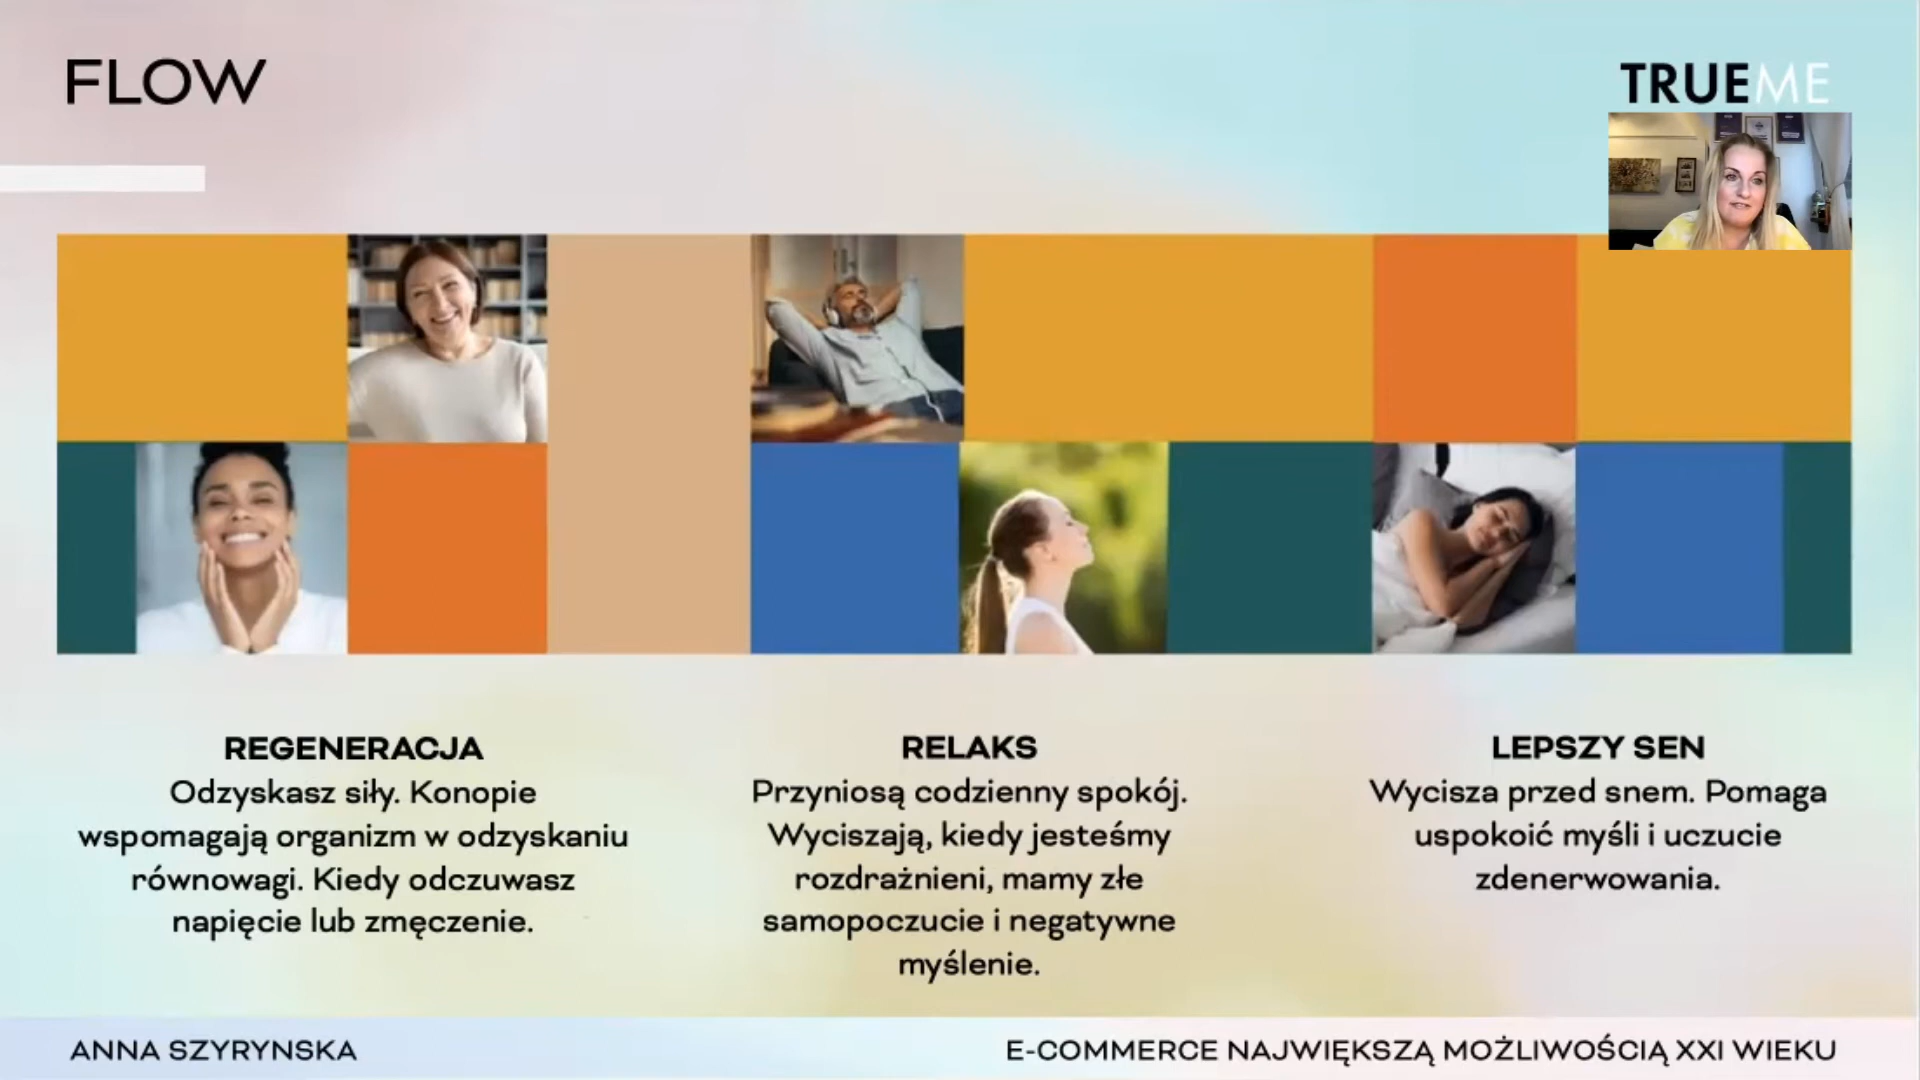 FLOW
TRUEME
REGENERACJA
Odzyskasz siły. Konopie
wspomagają organizm w odzyskaniu
równowagi. Kiedy odczuwasz
napięcie lub zmęczenie.
RELAKS
Przyniosą codzienny spokój.
Wyciszają, kiedy jesteśmy
rozdrażnieni, mamy złe
samopoczucie i negatywne
myślenie.
LEPSZY SEN
Wycisza przed snem. Pomaga
uspokoić myśli i uczucie
zdenerwowania.
ANNA SZYRYNSKA
E-COMMERCE NAJWIĘKSZĄ MOŻLIWOŚCIĄ XXI WIEKU